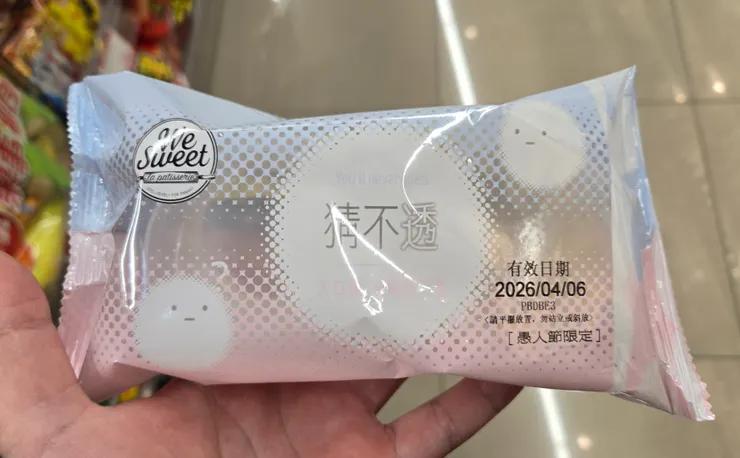 We
Sweet
La patisserie
猜不透
?
有效日期
2026/04/06
PBDBE3
<請平擺放置, 勿站立或斜放>
[愚人節限定]